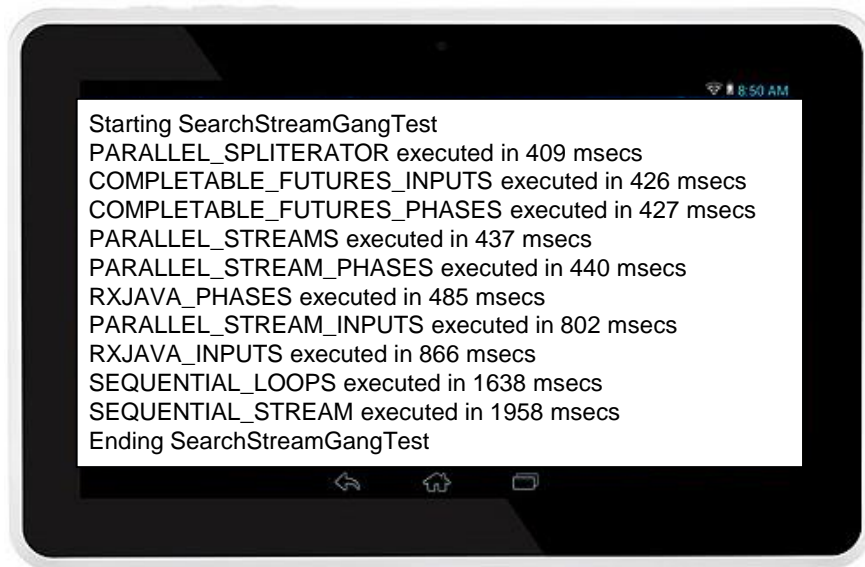 8:50 AM
Starting SearchStreamGangTest
PARALLEL_SPLITERATOR executed in 409 msecs
COMPLETABLE_FUTURES_INPUTS executed in 426 msecs
COMPLETABLE_FUTURES_PHASES executed in 427 msecs
PARALLEL_STREAMS executed in 437 msecs
PARALLEL_STREAM_PHASES executed in 440 msecs
RXJAVA_PHASES executed in 485 msecs
PARALLEL_STREAM_INPUTS executed in 802 msecs
RXJAVA_INPUTS executed in 866 msecs
SEQUENTIAL_LOOPS executed in 1638 msecs
SEQUENTIAL_STREAM executed in 1958 msecs
Ending SearchStreamGangTest